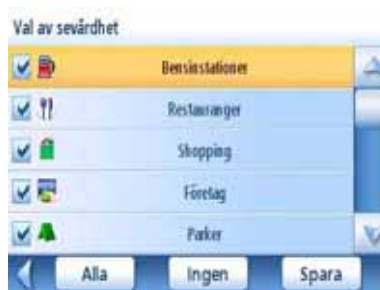 Val av sevärdhet
Bensinstationer
Restauranger
Shopping
Företag
Parker
Alla Ingen Spara